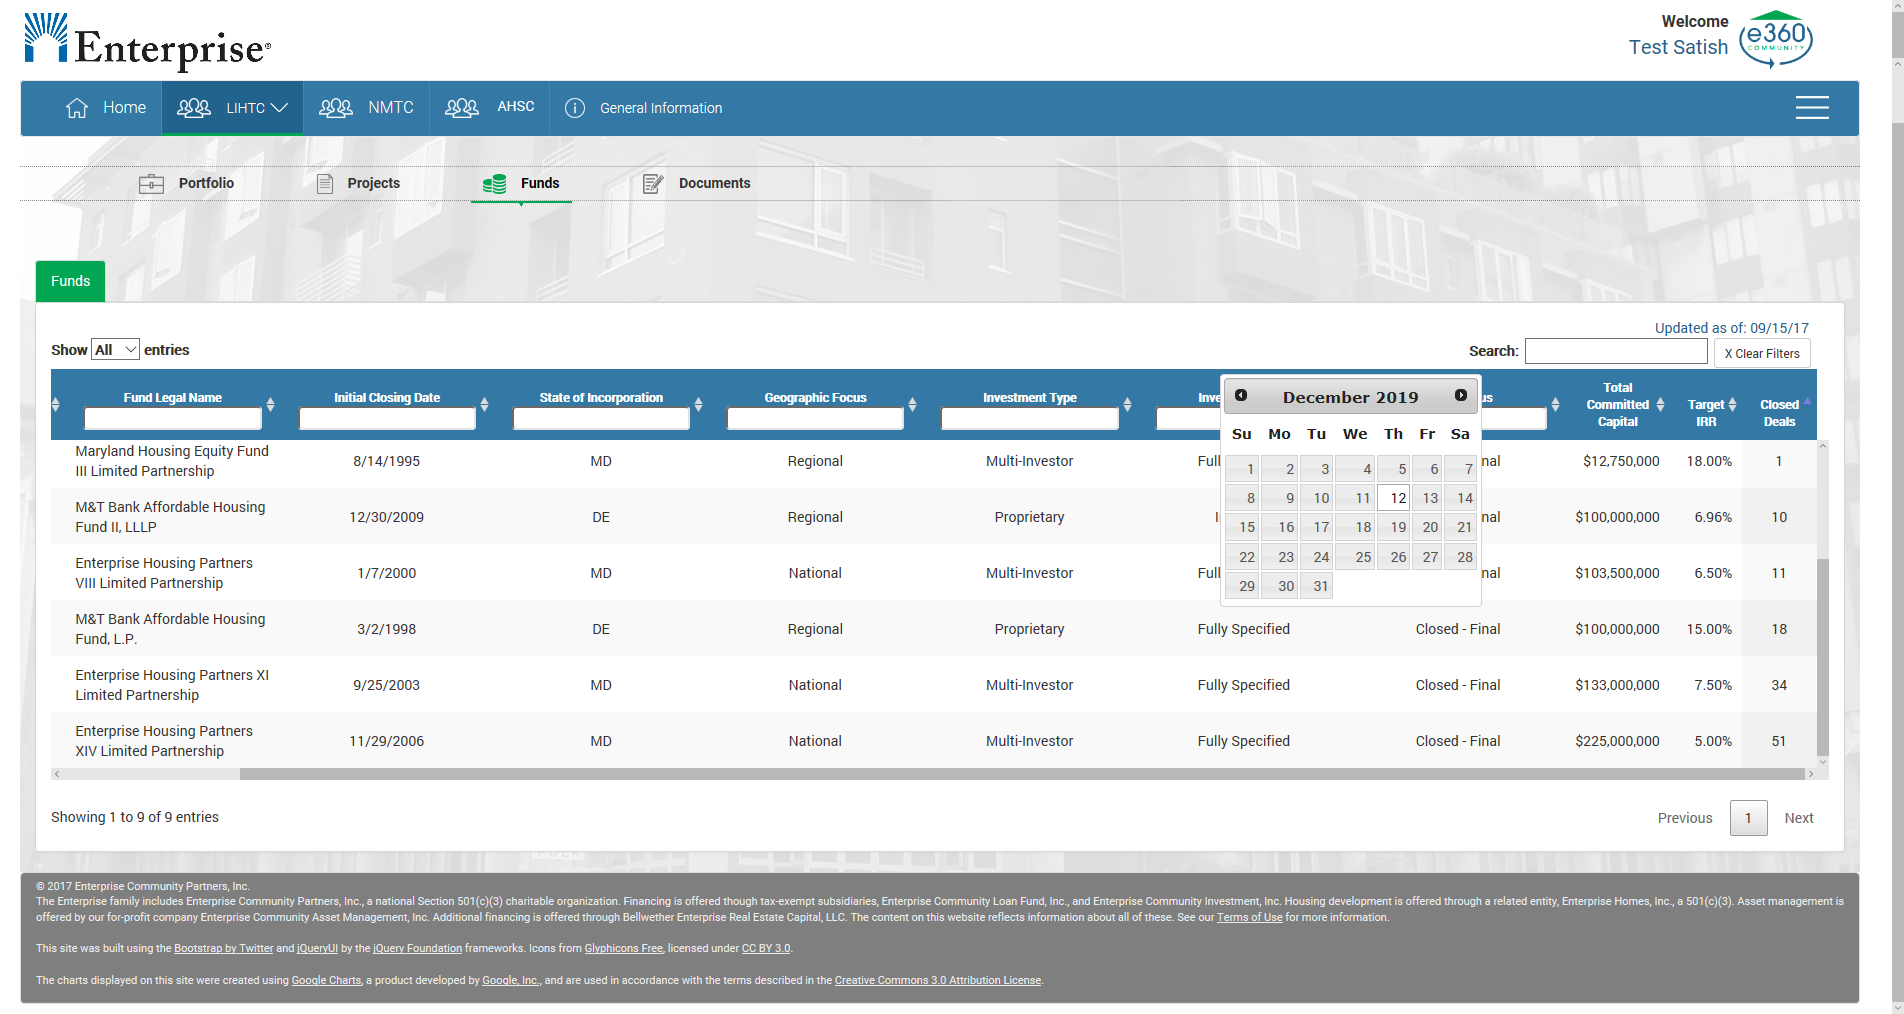 Enterprise®
Welcome
Test Satish
e360
COMMUNITY
Home
LIHTC
NMTC
AHSC
General Information
Portfolio
Projects
Funds
Documents
Funds
Updated as of: 09/15/17
Show All entries
Search:
X Clear Filters
Fund Legal Name
Initial Closing Date
State of Incorporation
Geographic Focus
Investment Type
Inve
us
Total
Committed
Capital
Target
IRR
Closed
Deals
December 2019
Su Mo Tu We Th Fr Sa
1 2 3 4 5 6 7
8 9 10 11 12 13 14
15 16 17 18 19 20 21
22 23 24 25 26 27 28
29 30 31
Maryland Housing Equity Fund
III Limited Partnership
8/14/1995 MD Regional Multi-Investor Full nal $12,750,000 18.00% 1
M&T Bank Affordable Housing
Fund II, LLLP
12/30/2009 DE Regional Proprietary nal $100,000,000 6.96% 10
Enterprise Housing Partners
VIII Limited Partnership
1/7/2000 MD National Multi-Investor Full nal $103,500,000 6.50% 11
M&T Bank Affordable Housing
Fund, L.P.
3/2/1998 DE Regional Proprietary Fully Specified Closed - Final $100,000,000 15.00% 18
Enterprise Housing Partners XI
Limited Partnership
9/25/2003 MD National Multi-Investor Fully Specified Closed - Final $133,000,000 7.50% 34
Enterprise Housing Partners
XIV Limited Partnership
11/29/2006 MD National Multi-Investor Fully Specified Closed - Final $225,000,000 5.00% 51
Showing 1 to 9 of 9 entries
Previous 1 Next
© 2017 Enterprise Community Partners, Inc.
The Enterprise family includes Enterprise Community Partners, Inc., a national Section 501(c)(3) charitable organization. Financing is offered though tax-exempt subsidiaries, Enterprise Community Loan Fund, Inc., and Enterprise Community Investment, Inc. Housing development is offered through a related entity, Enterprise Homes, Inc., a 501(c)(3). Asset management is
offered by our for-profit company Enterprise Community Asset Management, Inc. Additional financing is offered through Bellwether Enterprise Real Estate Capital, LLC. The content on this website reflects information about all of these. See our Terms of Use for more information.
This site was built using the Bootstrap by Twitter and jQueryUI by the jQuery Foundation frameworks. Icons from Glyphicons Free, licensed under CC BY 3.0.
The charts displayed on this site were created using Google Charts, a product developed by Google, Inc., and are used in accordance with the terms described in the Creative Commons 3.0 Attribution License.